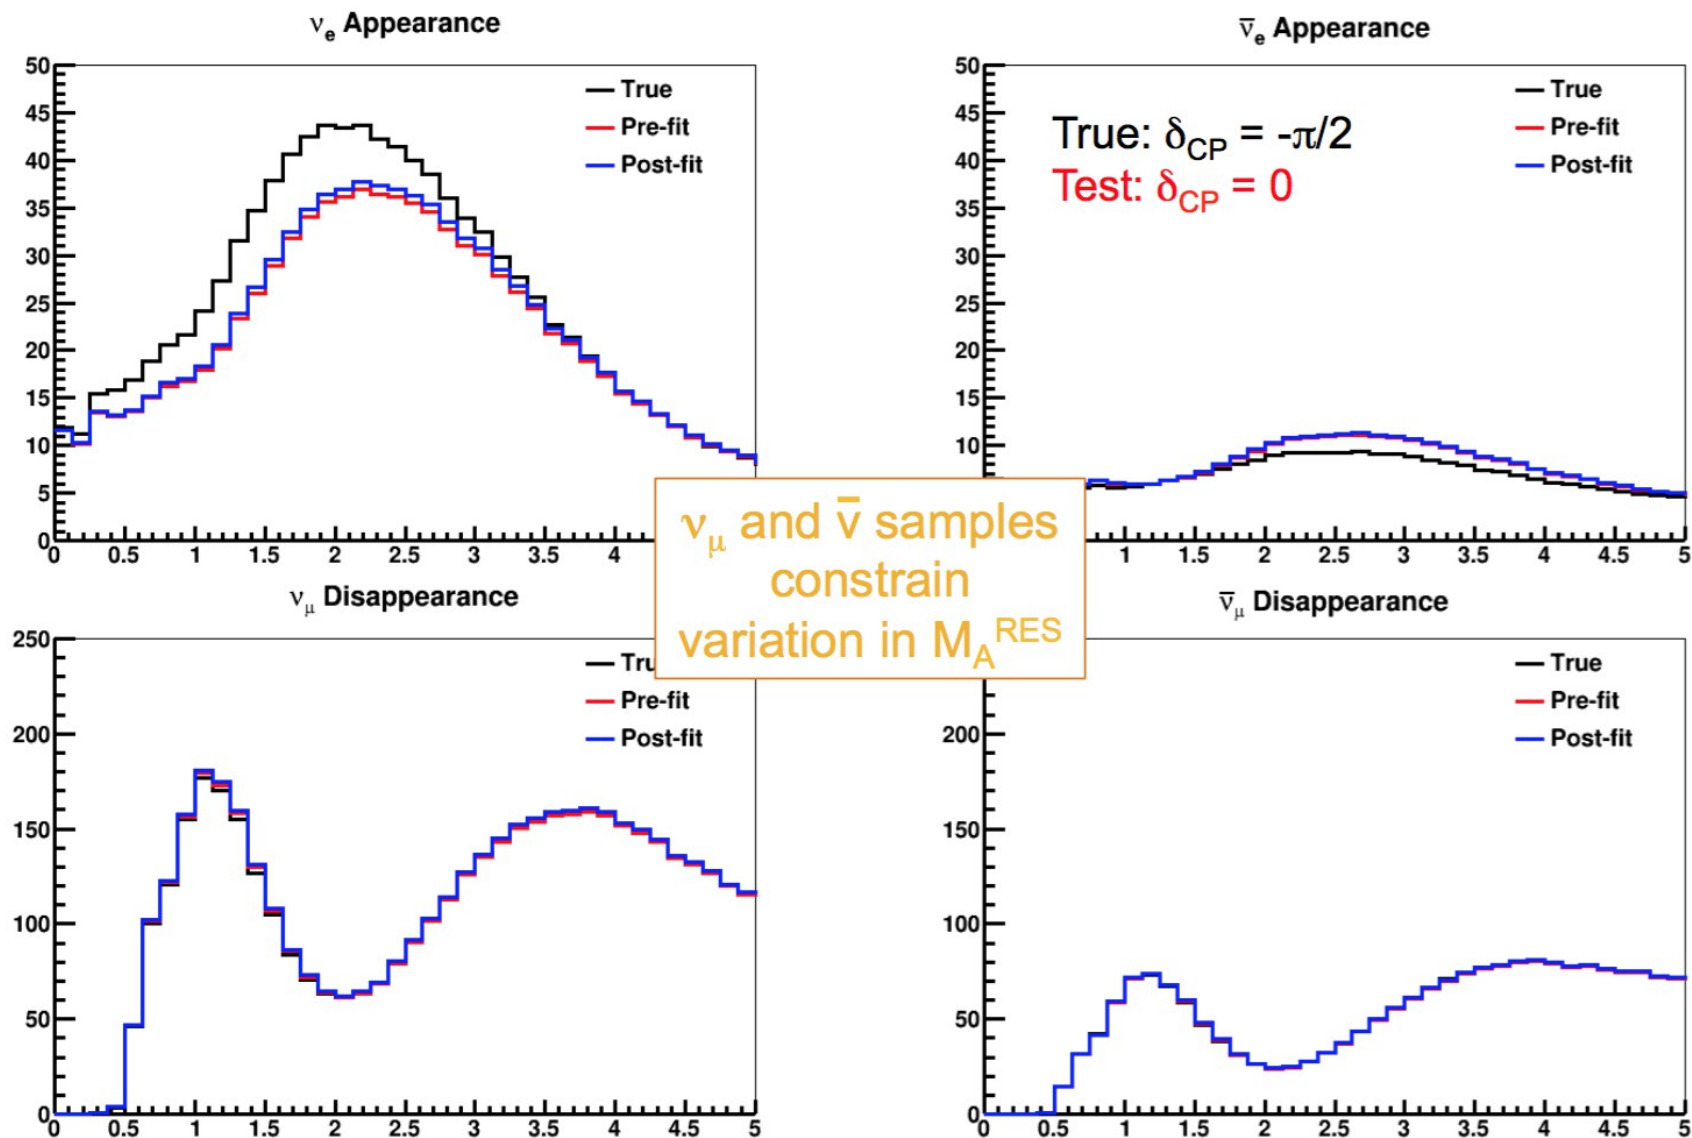 νe Appearance
50
45
40
35
30
25
20
15
10
5
0
0 0.5 1 1.5 2 2.5 3 3.5 4
True
Pre-fit
Post-fit
ν̄e Appearance
50
45
40
35
30
25
20
15
10
1 1.5 2 2.5 3 3.5 4 4.5 5
True
Pre-fit
Post-fit
True: δCP = -π/2
Test: δCP = 0
νμ and ν̄ samples
constrain
variation in MA^RES
νμ Disappearance
250
200
150
100
50
0
0 0.5 1 1.5 2 2.5 3 3.5 4 4.5 5
Tru
Pre-fit
Post-fit
ν̄μ Disappearance
200
150
100
50
0
0 0.5 1 1.5 2 2.5 3 3.5 4 4.5 5
True
Pre-fit
Post-fit